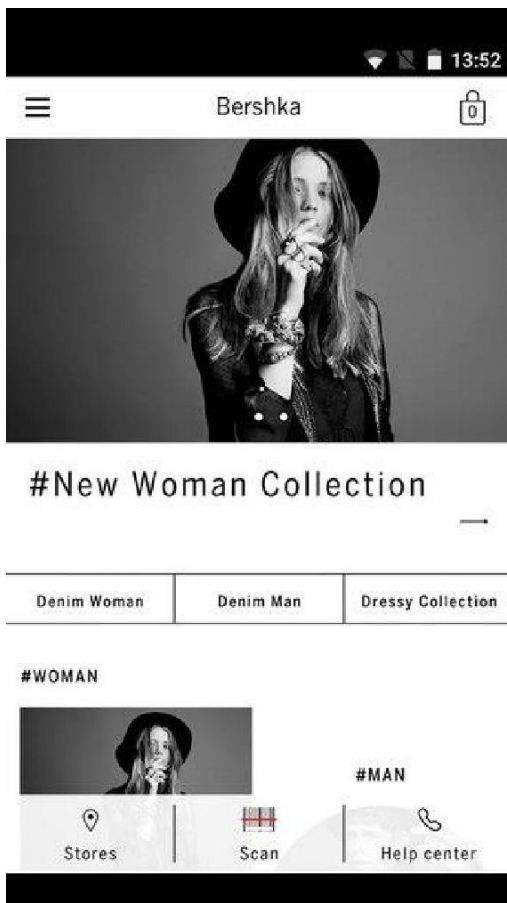 13:52
Bershka
0
#New Woman Collection
Denim Woman Denim Man Dressy Collection
#WOMAN
#MAN
Stores Scan Help center